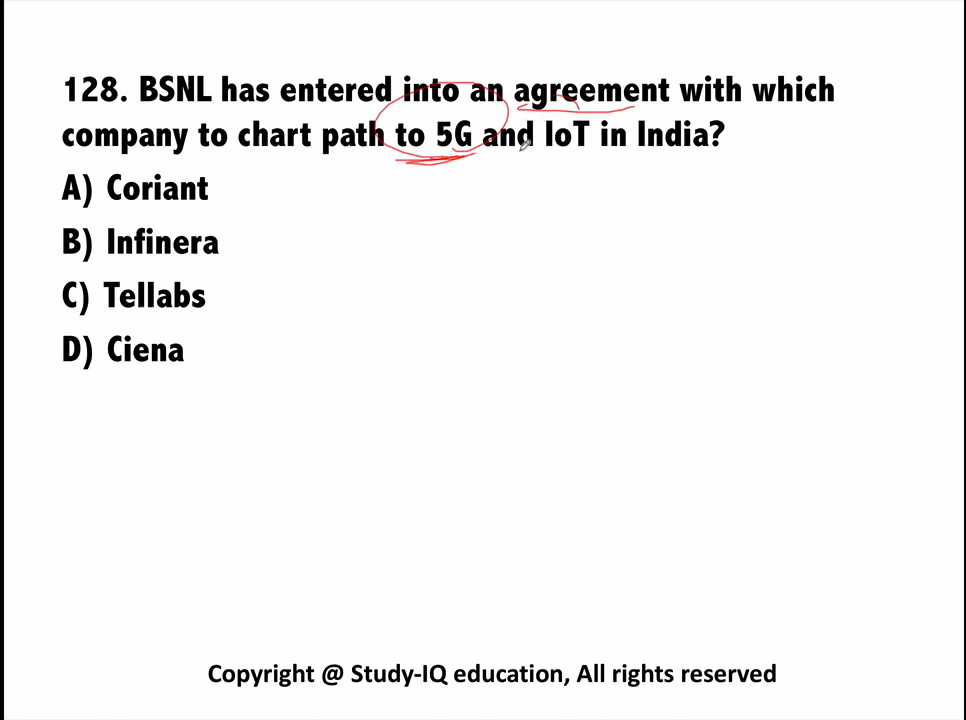 128. BSNL has entered into an agreement with which
company to chart path to 5G and IoT in India?
A) Coriant
B) Infinera
C) Tellabs
D) Ciena
Copyright @ Study-IQ education, All rights reserved